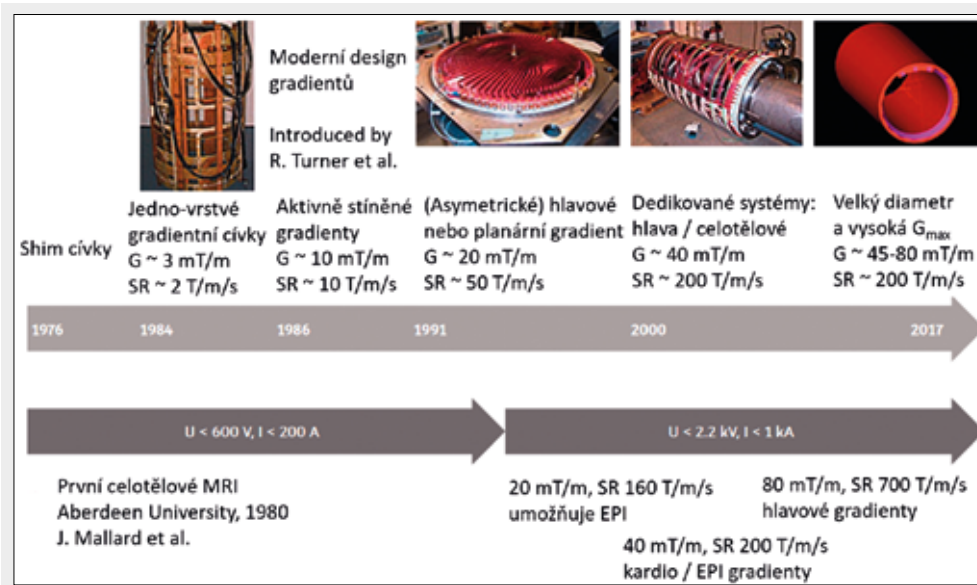 Moderní design
gradientů
Introduced by
R. Turner et al.
Shim cívky
Jedno-vrstvé
gradientní cívky
G ~ 3 mT/m
SR ~ 2 T/m/s
Aktivně stíněné
gradienty
G ~ 10 mT/m
SR ~ 10 T/m/s
(Asymetrické) hlavové
nebo planární gradient
G ~ 20 mT/m
SR ~ 50 T/m/s
Dedikované systémy:
hlava / celotělové
G ~ 40 mT/m
SR ~ 200 T/m/s
Velký diametr
a vysoká Gmax
G ~ 45-80 mT/m
SR ~ 200 T/m/s
1976 1984 1986 1991 2000 2017
U < 600 V, I < 200 A
U < 2.2 kV, I < 1 kA
První celotělové MRI
Aberdeen University, 1980
J. Mallard et al.
20 mT/m, SR 160 T/m/s
umožňuje EPI
40 mT/m, SR 200 T/m/s
kardio / EPI gradienty
80 mT/m, SR 700 T/m/s
hlavové gradienty